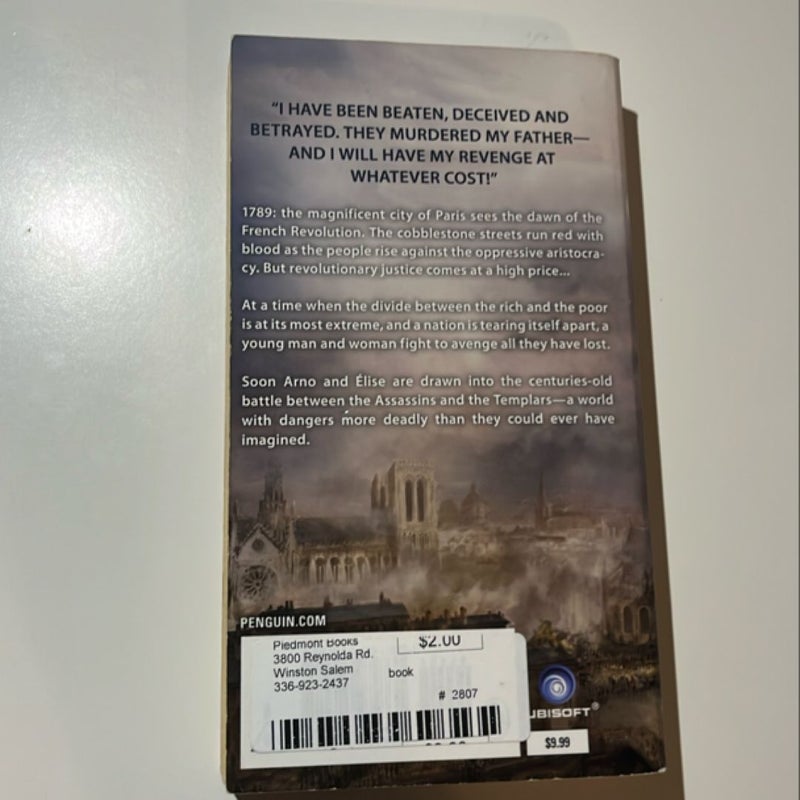 "I HAVE BEEN BEATEN, DECEIVED AND
BETRAYED. THEY MURDERED MY FATHER—
AND I WILL HAVE MY REVENGE AT
WHATEVER COST!"
1789: the magnificent city of Paris sees the dawn of the
French Revolution. The cobblestone streets run red with
blood as the people rise against the oppressive aristocra-
cy. But revolutionary justice comes at a high price...
At a time when the divide between the rich and the poor
is at its most extreme, and a nation is tearing itself apart, a
young man and woman fight to avenge all they have lost.
Soon Arno and Élise are drawn into the centuries-old
battle between the Assassins and the Templars—a world
with dangers more deadly than they could ever have
imagined.
PENGUIN.COM
Piedmont Books
$2.00
3800 Reynolda Rd.
Winston Salem
book
336-923-2437
# 2807
UBISOFT®
$9.99